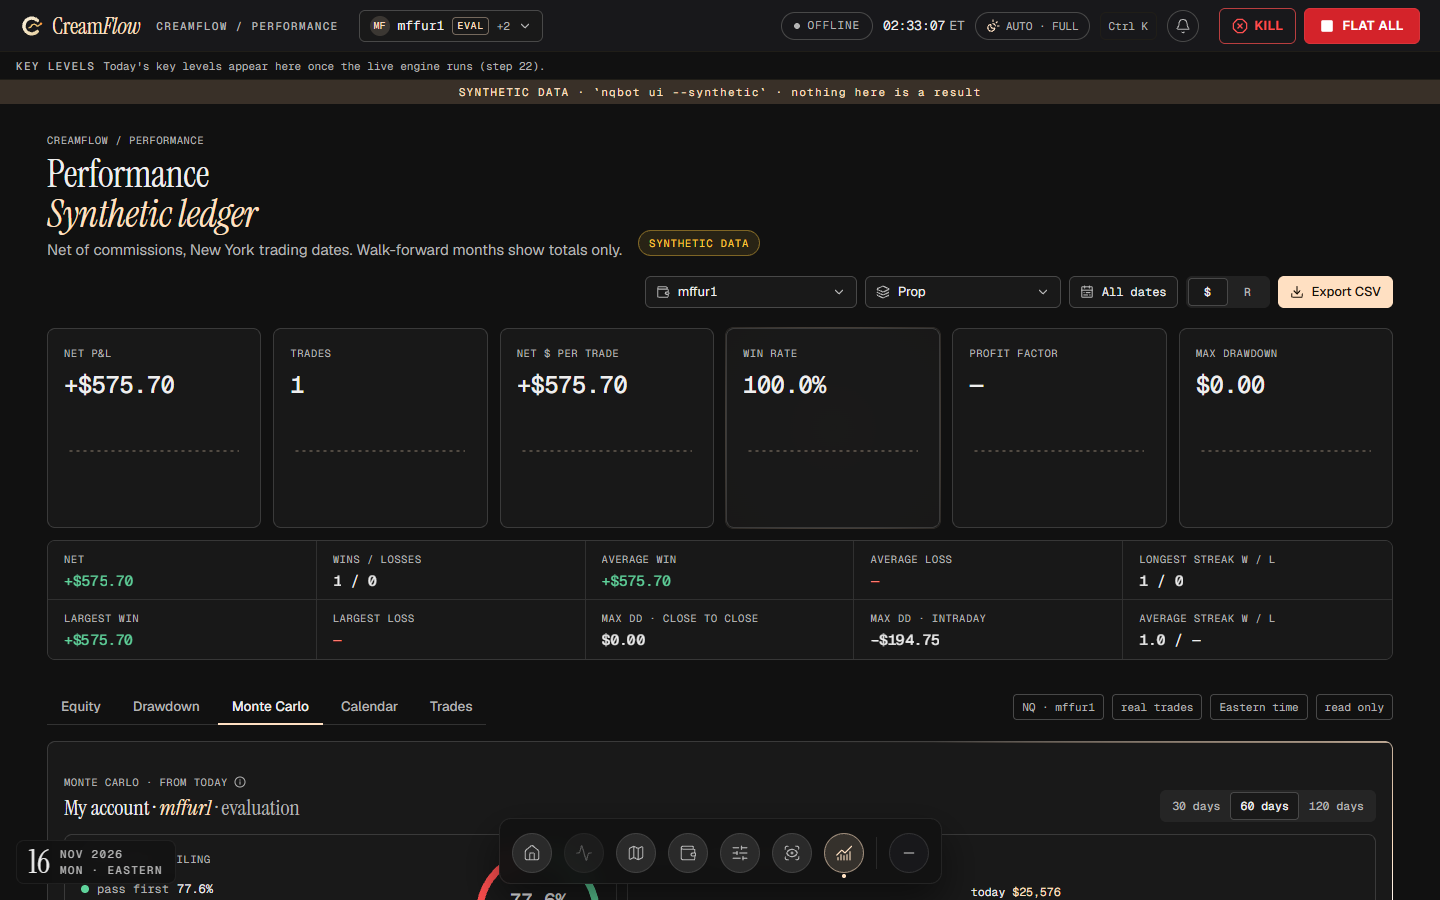 CreamFlow CREAMFLOW / PERFORMANCE MF mffur1 EVAL +2 OFFLINE 02:33:07 ET AUTO · FULL Ctrl K KILL FLAT ALL
KEY LEVELS Today's key levels appear here once the live engine runs (step 22).
SYNTHETIC DATA · `nqbot ui --synthetic` · nothing here is a result
CREAMFLOW / PERFORMANCE
Performance
Synthetic ledger
Net of commissions, New York trading dates. Walk-forward months show totals only. SYNTHETIC DATA
mffur1 Prop All dates $ R Export CSV
NET P&L TRADES NET $ PER TRADE WIN RATE PROFIT FACTOR MAX DRAWDOWN
+$575.70 1 +$575.70 100.0% — $0.00
NET WINS / LOSSES AVERAGE WIN AVERAGE LOSS LONGEST STREAK W / L
+$575.70 1 / 0 +$575.70 — 1 / 0
LARGEST WIN LARGEST LOSS MAX DD · CLOSE TO CLOSE MAX DD · INTRADAY AVERAGE STREAK W / L
+$575.70 — $0.00 -$194.75 1.0 / —
Equity Drawdown Monte Carlo Calendar Trades NQ · mffur1 real trades Eastern time read only
MONTE CARLO · FROM TODAY
My account · mffur1 · evaluation 30 days 60 days 120 days
16 NOV 2026
MON · EASTERN
ILING
pass first 77.6% 77.6% today $25,576